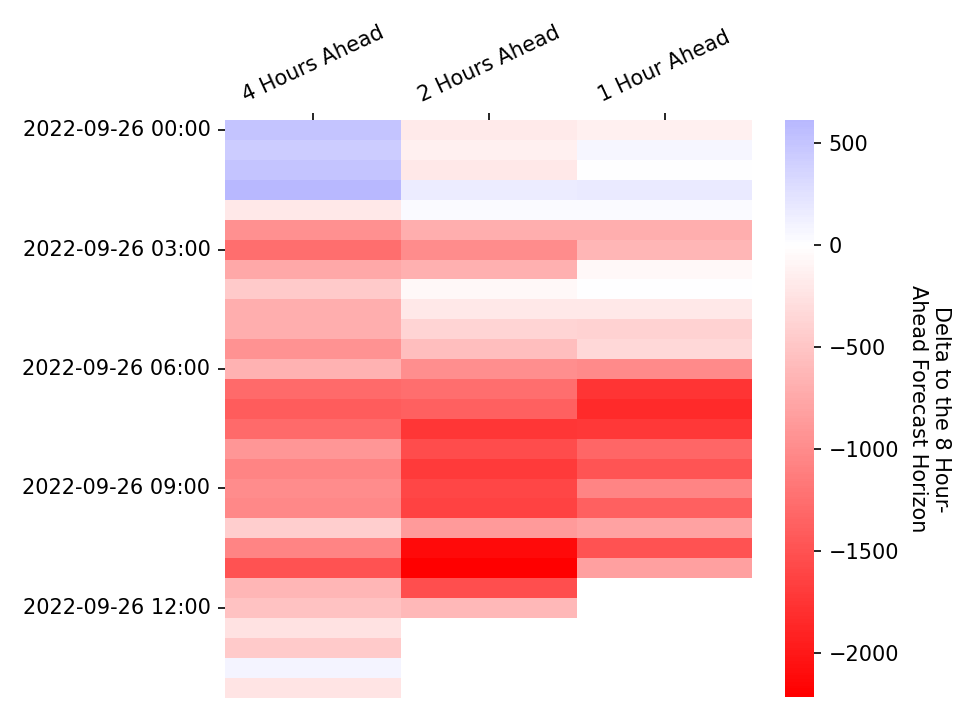 4 Hours Ahead
2 Hours Ahead
1 Hour Ahead
2022-09-26 00:00
2022-09-26 03:00
2022-09-26 06:00
2022-09-26 09:00
2022-09-26 12:00
500
0
−500
−1000
−1500
−2000
Delta to the 8 Hour-
Ahead Forecast Horizon